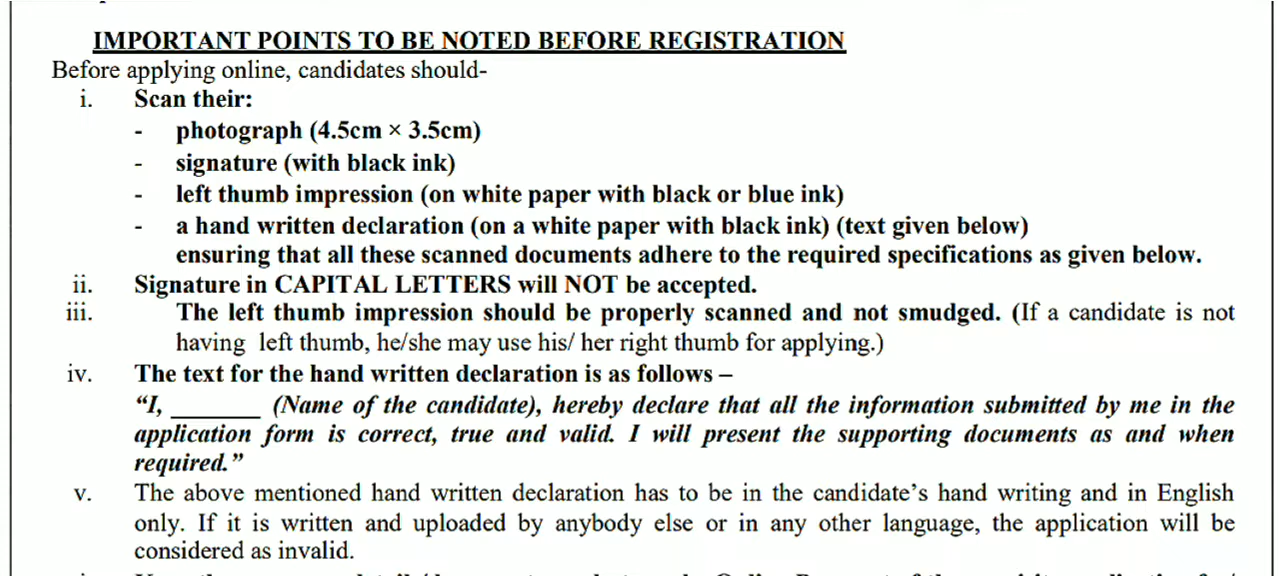 IMPORTANT POINTS TO BE NOTED BEFORE REGISTRATION
Before applying online, candidates should-
i. Scan their:
- photograph (4.5cm × 3.5cm)
- signature (with black ink)
- left thumb impression (on white paper with black or blue ink)
- a hand written declaration (on a white paper with black ink) (text given below)
ensuring that all these scanned documents adhere to the required specifications as given below.
ii. Signature in CAPITAL LETTERS will NOT be accepted.
iii. The left thumb impression should be properly scanned and not smudged. (If a candidate is not
having left thumb, he/she may use his/ her right thumb for applying.)
iv. The text for the hand written declaration is as follows –
“I, _______ (Name of the candidate), hereby declare that all the information submitted by me in the
application form is correct, true and valid. I will present the supporting documents as and when
required.”
v. The above mentioned hand written declaration has to be in the candidate’s hand writing and in English
only. If it is written and uploaded by anybody else or in any other language, the application will be
considered as invalid.